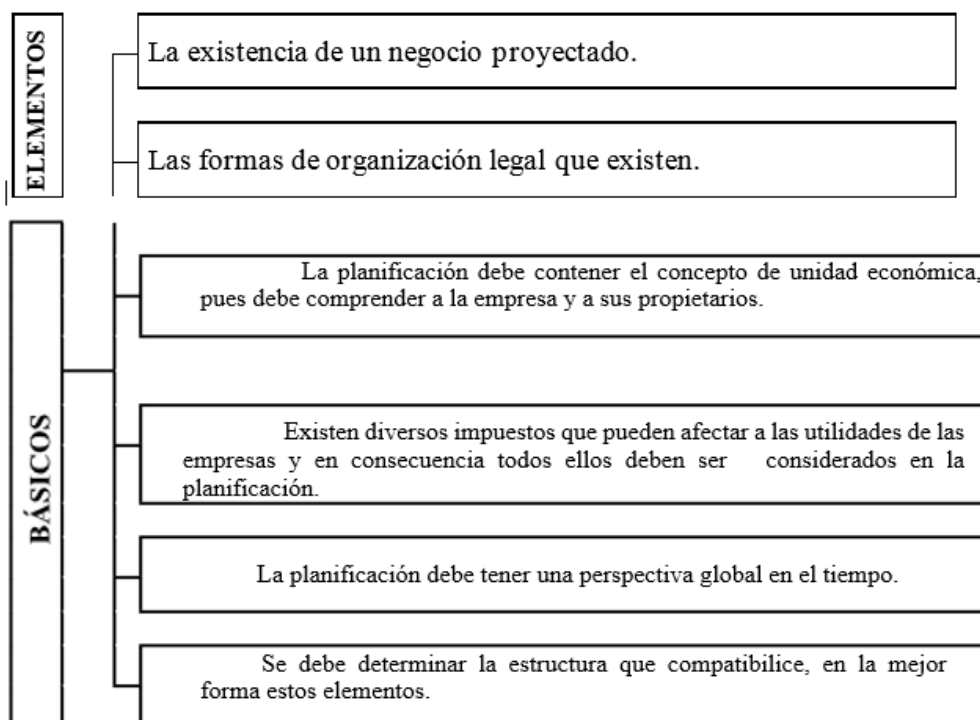 ELEMENTOS
La existencia de un negocio proyectado.
Las formas de organización legal que existen.
BÁSICOS
La planificación debe contener el concepto de unidad económica,
pues debe comprender a la empresa y a sus propietarios.
Existen diversos impuestos que pueden afectar a las utilidades de las
empresas y en consecuencia todos ellos deben ser considerados en la
planificación.
La planificación debe tener una perspectiva global en el tiempo.
Se debe determinar la estructura que compatibilice, en la mejor
forma estos elementos.